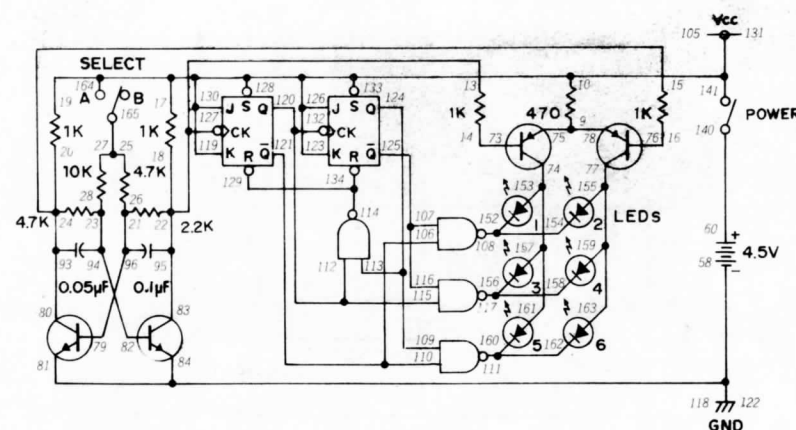 Vcc
105 131
SELECT
164 A B 165
19 1K 20
17 1K 18
27 25
10K 28
4.7K 26
4.7K 24 23 21 22 2.2K
93 94 96 95
0.05µF 0.1µF
80 83
79 82
81 84
128
130 J S Q 120
127 CK
119 K R Q̅ 121
129
133
126 J S Q 124
132 CK
123 K R Q̅ 125
134
114
112 113
13 1K 14
10 470 9
15 1K 16
73 75 74
78 76 77
107 106 152 108
116 115 156 117
109 110 160 111
153 1
154 155 2
157 3
158 159 4
161 5
162 163 6
LEDs
141 POWER
140
60 +
58 −
4.5V
118 122
GND